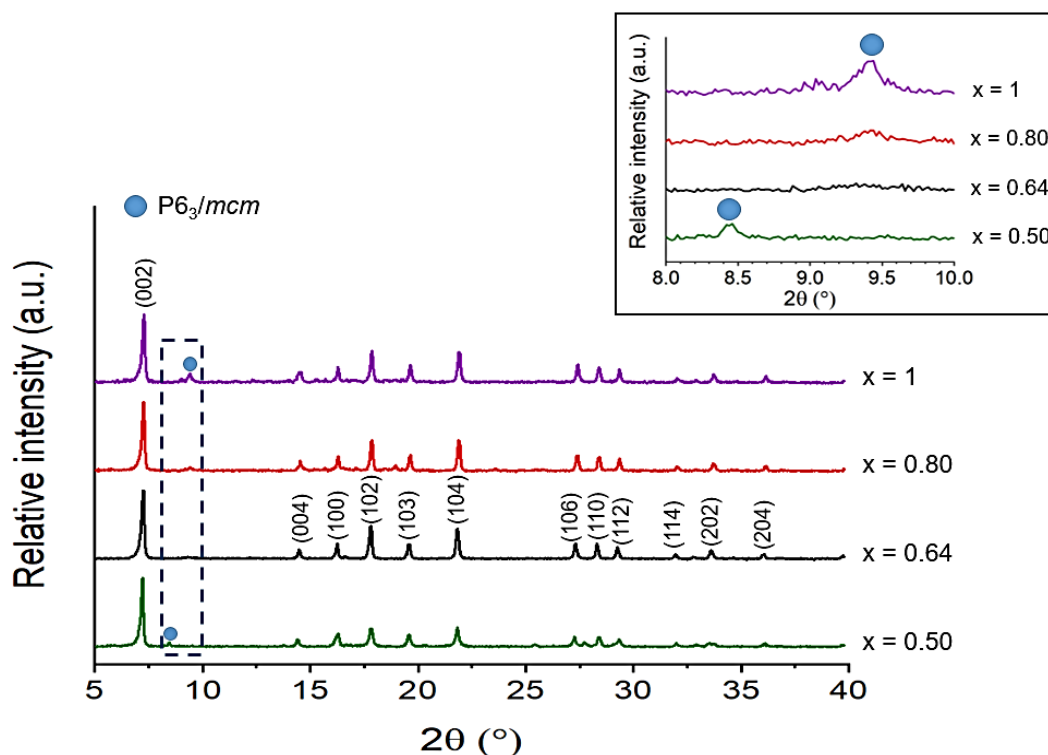 Relative intensity (a.u.)
x = 1
x = 0.80
x = 0.64
x = 0.50
8.0 8.5 9.0 9.5 10.0
2θ (°)
P6₃/mcm
Relative intensity (a.u.)
(002)
x = 1
x = 0.80
(004) (100) (102) (103) (104) (106) (110) (112) (114) (202) (204)
x = 0.64
x = 0.50
5 10 15 20 25 30 35 40
2θ (°)